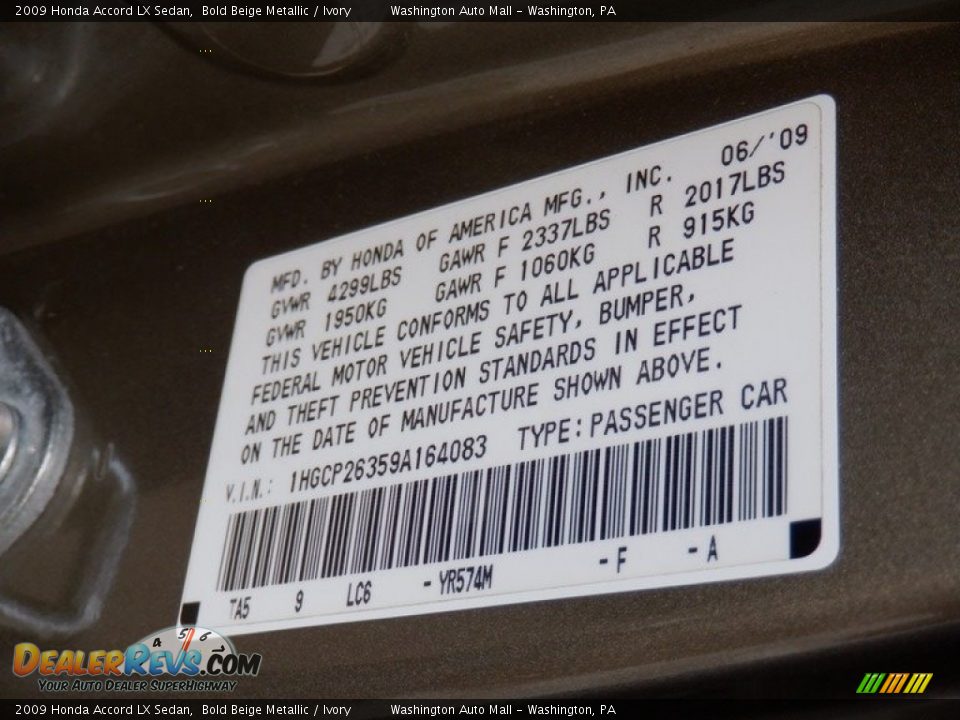 2009 Honda Accord LX Sedan,  Bold Beige Metallic / Ivory    Washington Auto Mall - Washington, PA
MFD. BY HONDA OF AMERICA MFG., INC. 06/'09
GVWR 4299LBS GAWR F 2337LBS R 2017LBS
GVWR 1950KG GAWR F 1060KG R 915KG
THIS VEHICLE CONFORMS TO ALL APPLICABLE
FEDERAL MOTOR VEHICLE SAFETY, BUMPER,
AND THEFT PREVENTION STANDARDS IN EFFECT
ON THE DATE OF MANUFACTURE SHOWN ABOVE.
V.I.N.: 1HGCP26359A164083 TYPE:PASSENGER CAR
TA5 9 LC6 -YR574M -F -A
4 5 6
DEALERREVS.COM
YOUR AUTO DEALER SUPERHIGHWAY
2009 Honda Accord LX Sedan,  Bold Beige Metallic / Ivory    Washington Auto Mall - Washington, PA